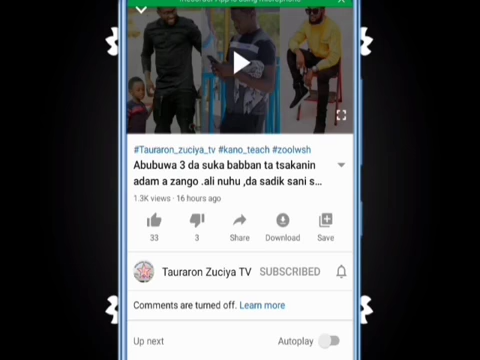 #Tauraron_zuciya_tv #kano_teach #zoolwsh
Abubuwa 3 da suka babban ta tsakanin
adam a zango .ali nuhu ,da sadik sani s...
1.3K views · 16 hours ago
33
3
Share
Download
Save
Tauraron Zuciya TV
SUBSCRIBED
Comments are turned off. Learn more
Up next
Autoplay